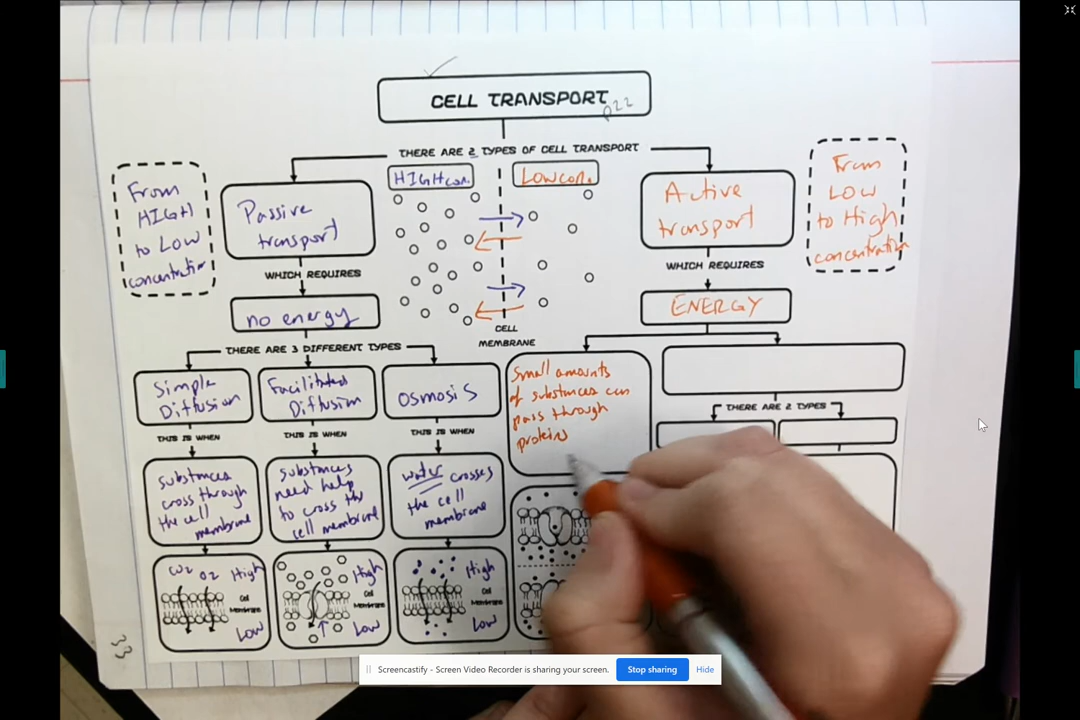 CELL TRANSPORT
p22
THERE ARE 2 TYPES OF CELL TRANSPORT
From
HIGH
to Low
concentration
Passive
transport
HIGH con.
LOW con.
Active
transport
From
LOW
to High
concentration
WHICH REQUIRES
WHICH REQUIRES
no energy
ENERGY
CELL
MEMBRANE
THERE ARE 3 DIFFERENT TYPES
Simple
Diffusion
Facilitated
Diffusion
OSMOSIS
Small amounts
of substances can
pass through
proteins
THERE ARE 2 TYPES
THIS IS WHEN
THIS IS WHEN
THIS IS WHEN
substances
cross through
the cell
membrane
substances
need help
to cross the
cell membrane
water crosses
the cell
membrane
CO2 O2 High
Cell
Membrane
Low
High
Cell
Membrane
Low
High
Cell
Membrane
Low
33
Screencastify - Screen Video Recorder is sharing your screen.
Stop sharing
Hide